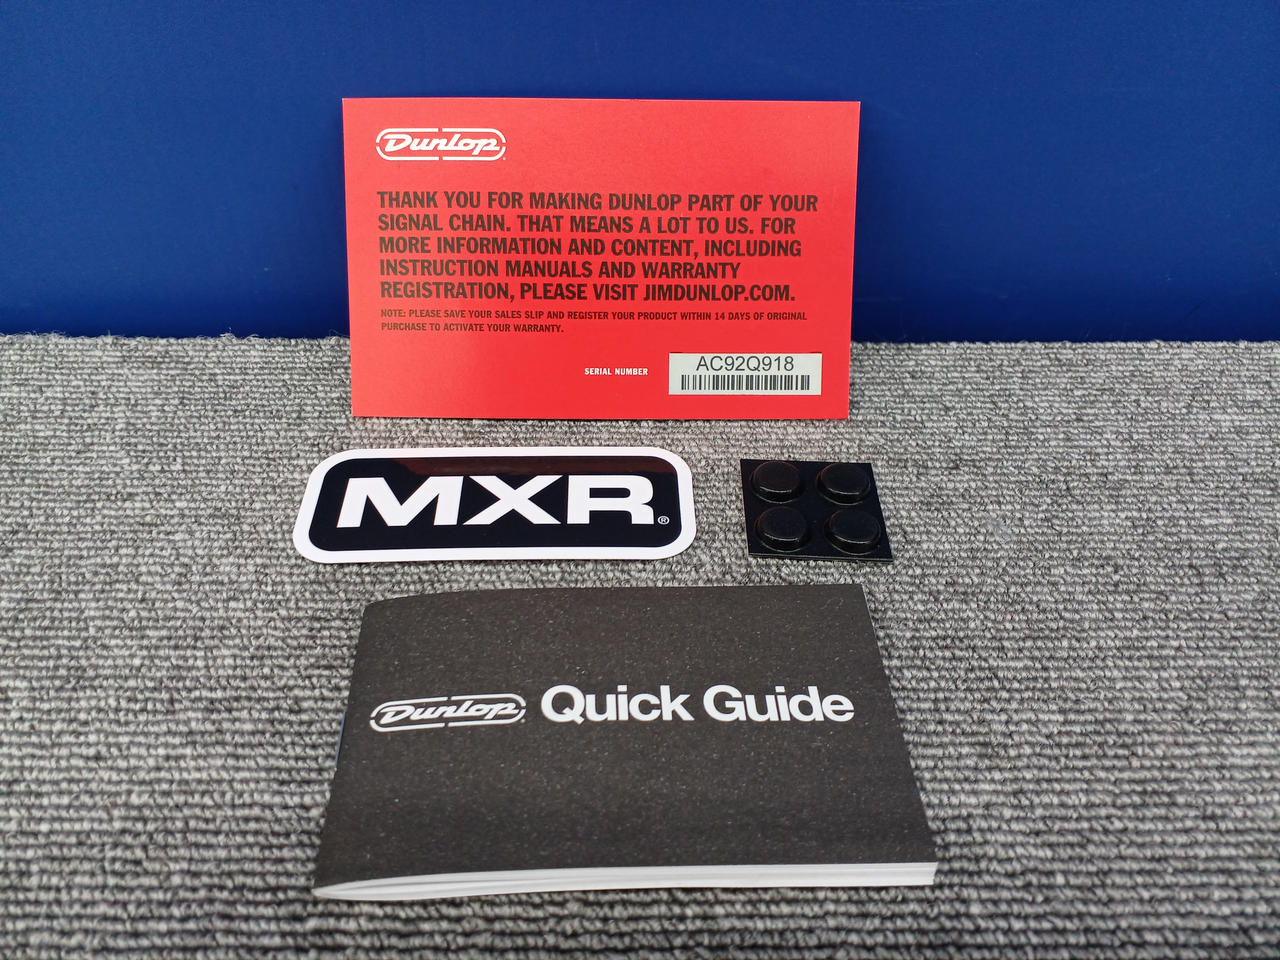 Dunlop
THANK YOU FOR MAKING DUNLOP PART OF YOUR
SIGNAL CHAIN. THAT MEANS A LOT TO US. FOR
MORE INFORMATION AND CONTENT, INCLUDING
INSTRUCTION MANUALS AND WARRANTY
REGISTRATION, PLEASE VISIT JIMDUNLOP.COM.
NOTE: PLEASE SAVE YOUR SALES SLIP AND REGISTER YOUR PRODUCT WITHIN 14 DAYS OF ORIGINAL
PURCHASE TO ACTIVATE YOUR WARRANTY.
SERIAL NUMBER AC92Q918
MXR®
Dunlop Quick Guide